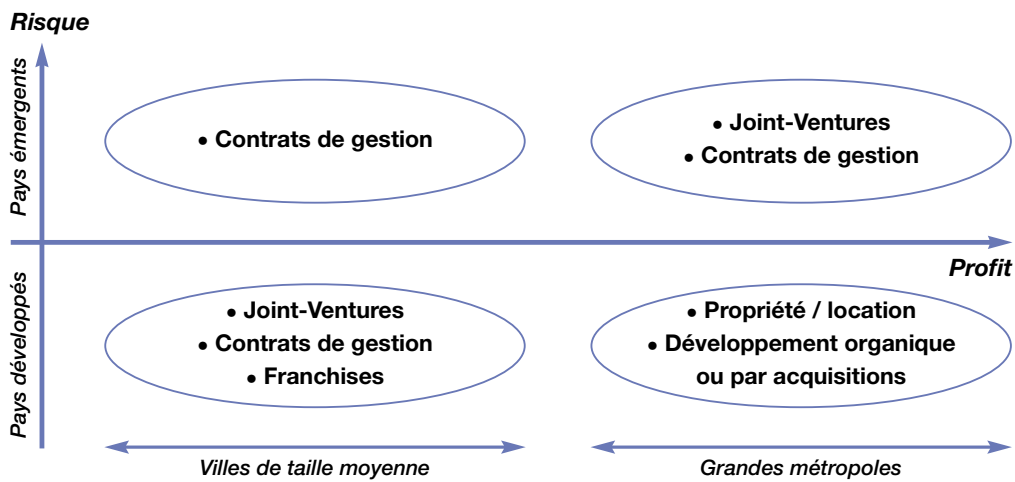 Risque
Pays émergents
• Contrats de gestion
• Joint-Ventures
• Contrats de gestion
Profit
Pays développés
• Joint-Ventures
• Contrats de gestion
• Franchises
• Propriété / location
• Développement organique
ou par acquisitions
Villes de taille moyenne
Grandes métropoles